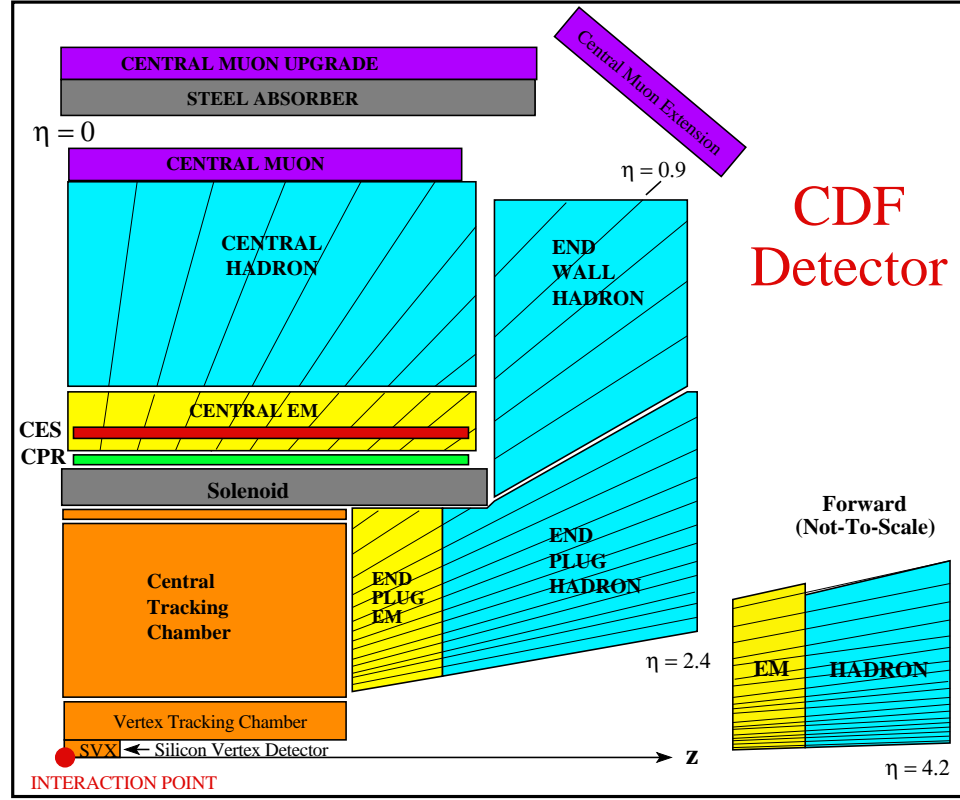 CENTRAL MUON UPGRADE
STEEL ABSORBER
Central Muon Extension
η = 0
CENTRAL MUON
η = 0.9
CDF
Detector
CENTRAL
HADRON
END
WALL
HADRON
CENTRAL EM
CES
CPR
Solenoid
Forward
(Not-To-Scale)
Central
Tracking
Chamber
END
PLUG
EM
END
PLUG
HADRON
η = 2.4
EM
HADRON
Vertex Tracking Chamber
SVX
Silicon Vertex Detector
z
η = 4.2
INTERACTION POINT